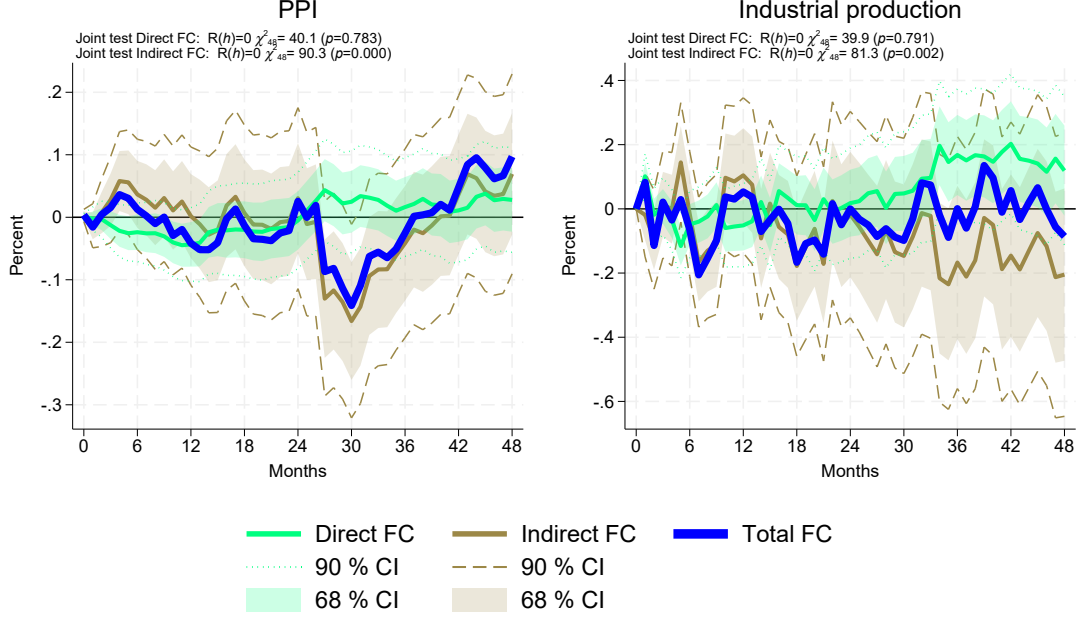 PPI
Joint test Direct FC: R(h)=0 χ²₄₈= 40.1 (p=0.783)
Joint test Indirect FC: R(h)=0 χ²₄₈= 90.3 (p=0.000)
.2
.1
0
-.1
-.2
-.3
Percent
0 6 12 18 24 30 36 42 48
Months
Industrial production
Joint test Direct FC: R(h)=0 χ²₄₈= 39.9 (p=0.791)
Joint test Indirect FC: R(h)=0 χ²₄₈= 81.3 (p=0.002)
.4
.2
0
-.2
-.4
-.6
Percent
0 6 12 18 24 30 36 42 48
Months
Direct FC Indirect FC Total FC
90 % CI 90 % CI
68 % CI 68 % CI